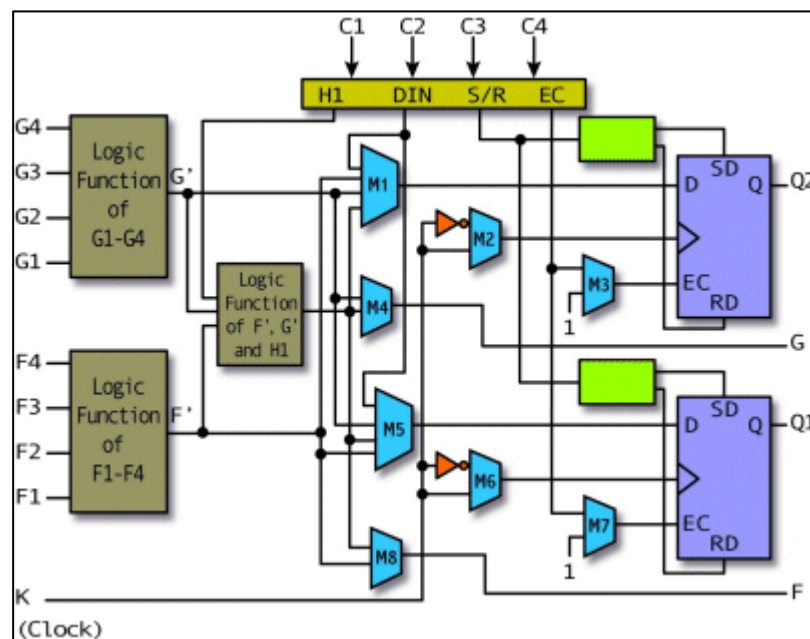 C1 C2 C3 C4
H1 DIN S/R EC
G4
G3
G2
G1
Logic
Function
of
G1-G4
G'
M1
M2
M3
1
D
SD
Q
EC
RD
Q2
Logic
Function
of F', G'
and H1
M4
G
F4
F3
F2
F1
Logic
Function
of
F1-F4
F'
M5
M6
M7
1
D
SD
Q
EC
RD
Q1
M8
F
K
(Clock)